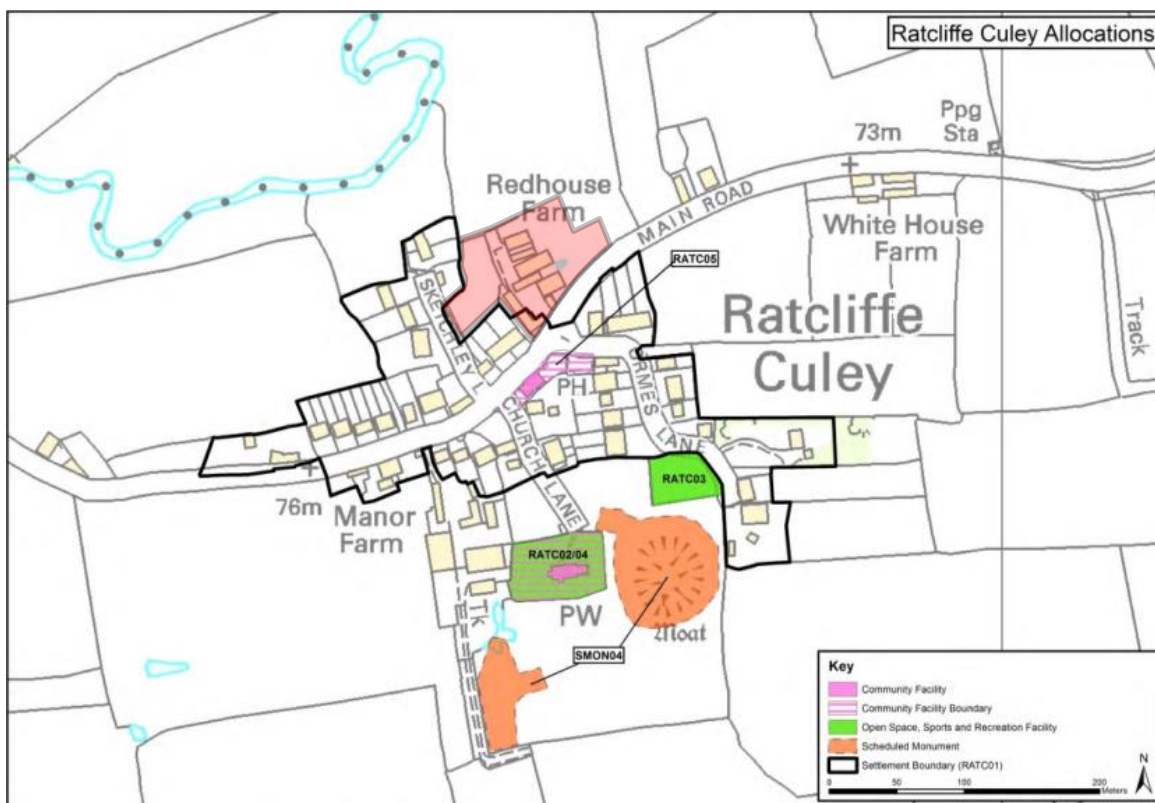 Ratcliffe Culey Allocations
Ppg
Sta
73m
Redhouse
Farm
MAIN ROAD
White House
Farm
RATC05
SKETCHLEY L
Ratcliffe
Culey
Track
PH
ORMES LANE
CHURCH LANE
RATC03
76m
Manor
Farm
RATC02/04
Tk
PW
Moat
SMON04
Key
Community Facility
Community Facility Boundary
Open Space, Sports and Recreation Facility
Scheduled Monument
Settlement Boundary (RATC01)
0 50 100 200
Meters
N